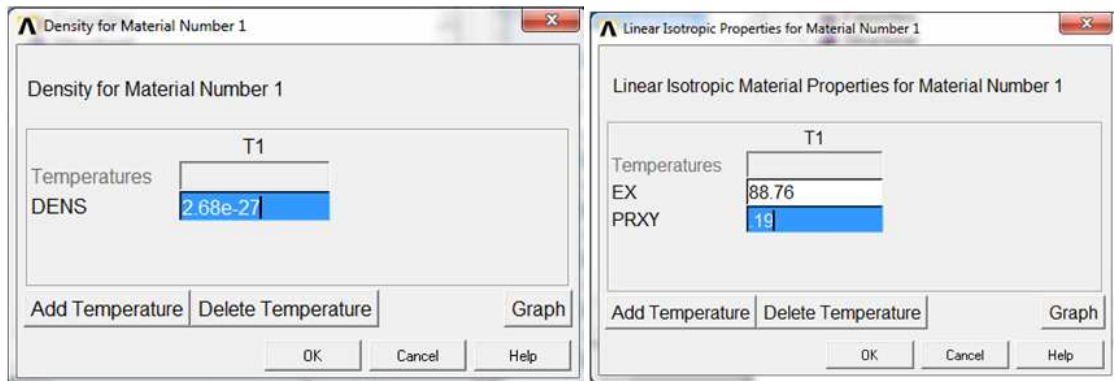 Density for Material Number 1
Density for Material Number 1
T1
Temperatures
DENS 2.68e-27
Add Temperature Delete Temperature Graph
OK Cancel Help
Linear Isotropic Properties for Material Number 1
Linear Isotropic Material Properties for Material Number 1
T1
Temperatures
EX 88.76
PRXY .19
Add Temperature Delete Temperature Graph
OK Cancel Help